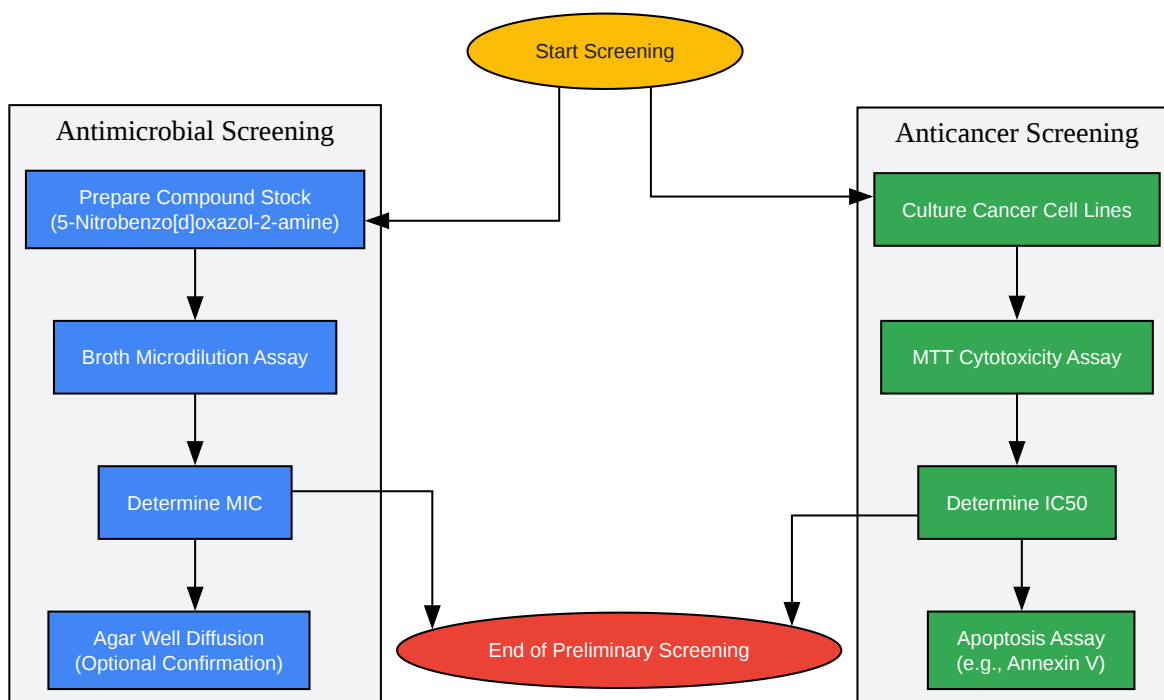 Start Screening
Antimicrobial Screening
Prepare Compound Stock
(5-Nitrobenzo[d]oxazol-2-amine)
Broth Microdilution Assay
Determine MIC
Agar Well Diffusion
(Optional Confirmation)
Anticancer Screening
Culture Cancer Cell Lines
MTT Cytotoxicity Assay
Determine IC50
Apoptosis Assay
(e.g., Annexin V)
End of Preliminary Screening